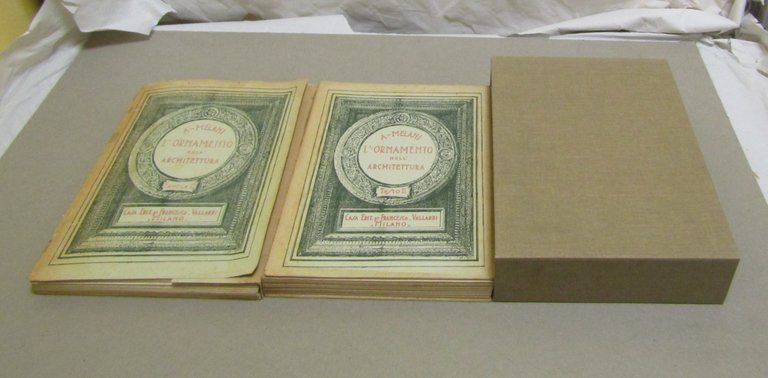 A-MELANI
L'ORNAMENTO
NELL'
ARCHITETTURA
CASA EDIT. Dr FRANCESCO VALLARDI
MILANO
A-MELANI
L'ORNAMENTO
NELL'
ARCHITETTURA
TESTO II
CASA EDIT. Dr FRANCESCO VALLARDI
MILANO